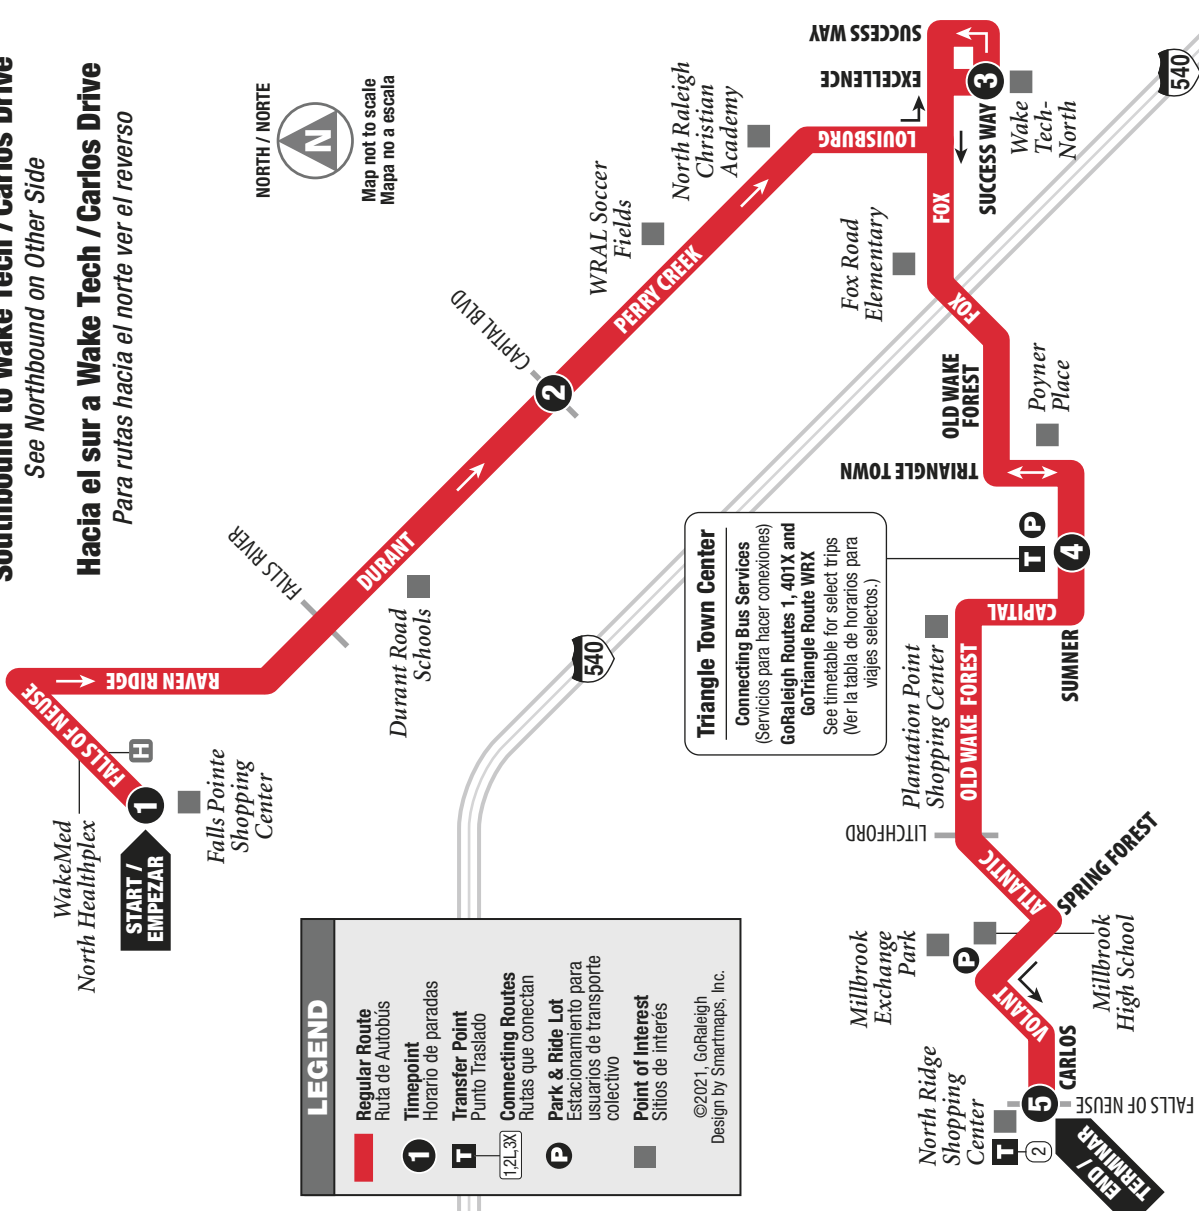 Southbound to Wake Tech / Carlos Drive
See Northbound on Other Side
Hacia el sur a Wake Tech / Carlos Drive
Para rutas hacia el norte ver el reverso
NORTH / NORTE
N
Map not to scale
Mapa no a escala
START /
EMPEZAR
1
WakeMed
North Healthplex
H
Falls Pointe
Shopping
Center
FALLS OF NEUSE
RAVEN RIDGE
FALLS RIVER
DURANT
Durant Road
Schools
CAPITAL BLVD
2
PERRY CREEK
WRAL Soccer
Fields
North Raleigh
Christian
Academy
LOUISBURG
EXCELLENCE
SUCCESS WAY
3
SUCCESS WAY
Wake
Tech-
North
540
FOX
Fox Road
Elementary
FOX
OLD WAKE
FOREST
TRIANGLE TOWN
Poyner
Place
T
P
4
SUMNER
CAPITAL
540
Triangle Town Center
Connecting Bus Services
(Servicios para hacer conexiones)
GoRaleigh Routes 1, 401X and
GoTriangle Route WRX
See timetable for select trips
(Ver la tabla de horarios para
viajes selectos.)
Plantation Point
Shopping Center
OLD WAKE FOREST
LITCHFORD
ATLANTIC
SPRING FOREST
Millbrook
Exchange
Park
P
Millbrook
High School
VOLANT
CARLOS
5
FALLS OF NEUSE
North Ridge
Shopping
Center
T
2
END /
TERMINAR
LEGEND
Regular Route
Ruta de Autobús
1
Timepoint
Horario de paradas
T
Transfer Point
Punto Traslado
1,2L,3X
Connecting Routes
Rutas que conectan
P
Park & Ride Lot
Estacionamiento para
usuarios de transporte
colectivo
Point of Interest
Sitios de interés
©2021, GoRaleigh
Design by Smartmaps, Inc.